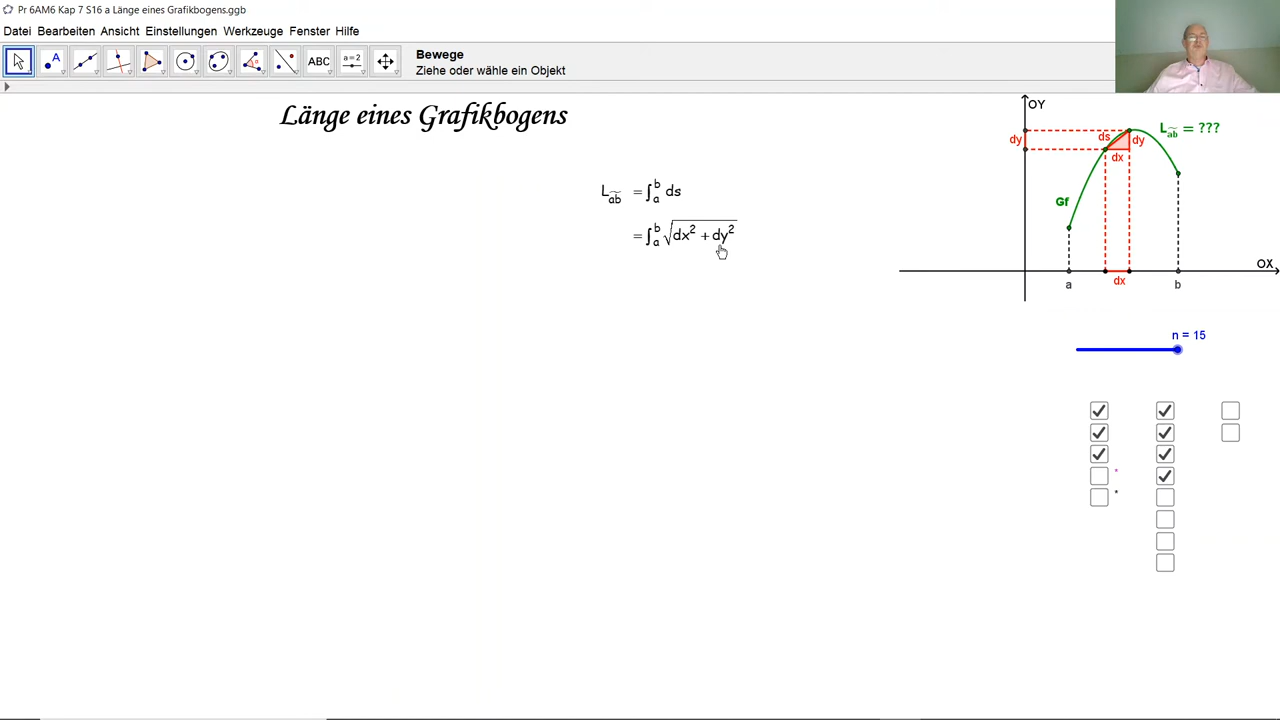 Pr 6AM6 Kap 7 S16 a Länge eines Grafikbogens.ggb
Datei Bearbeiten Ansicht Einstellungen Werkzeuge Fenster Hilfe
A
ABC
a=2
Bewege
Ziehe oder wähle ein Objekt
Länge eines Grafikbogens
L a͠b = ∫ₐᵇ ds
= ∫ₐᵇ √(dx² + dy²)
OY
L a͠b = ???
dy
ds
dy
dx
Gf
OX
a
dx
b
n = 15
*
*